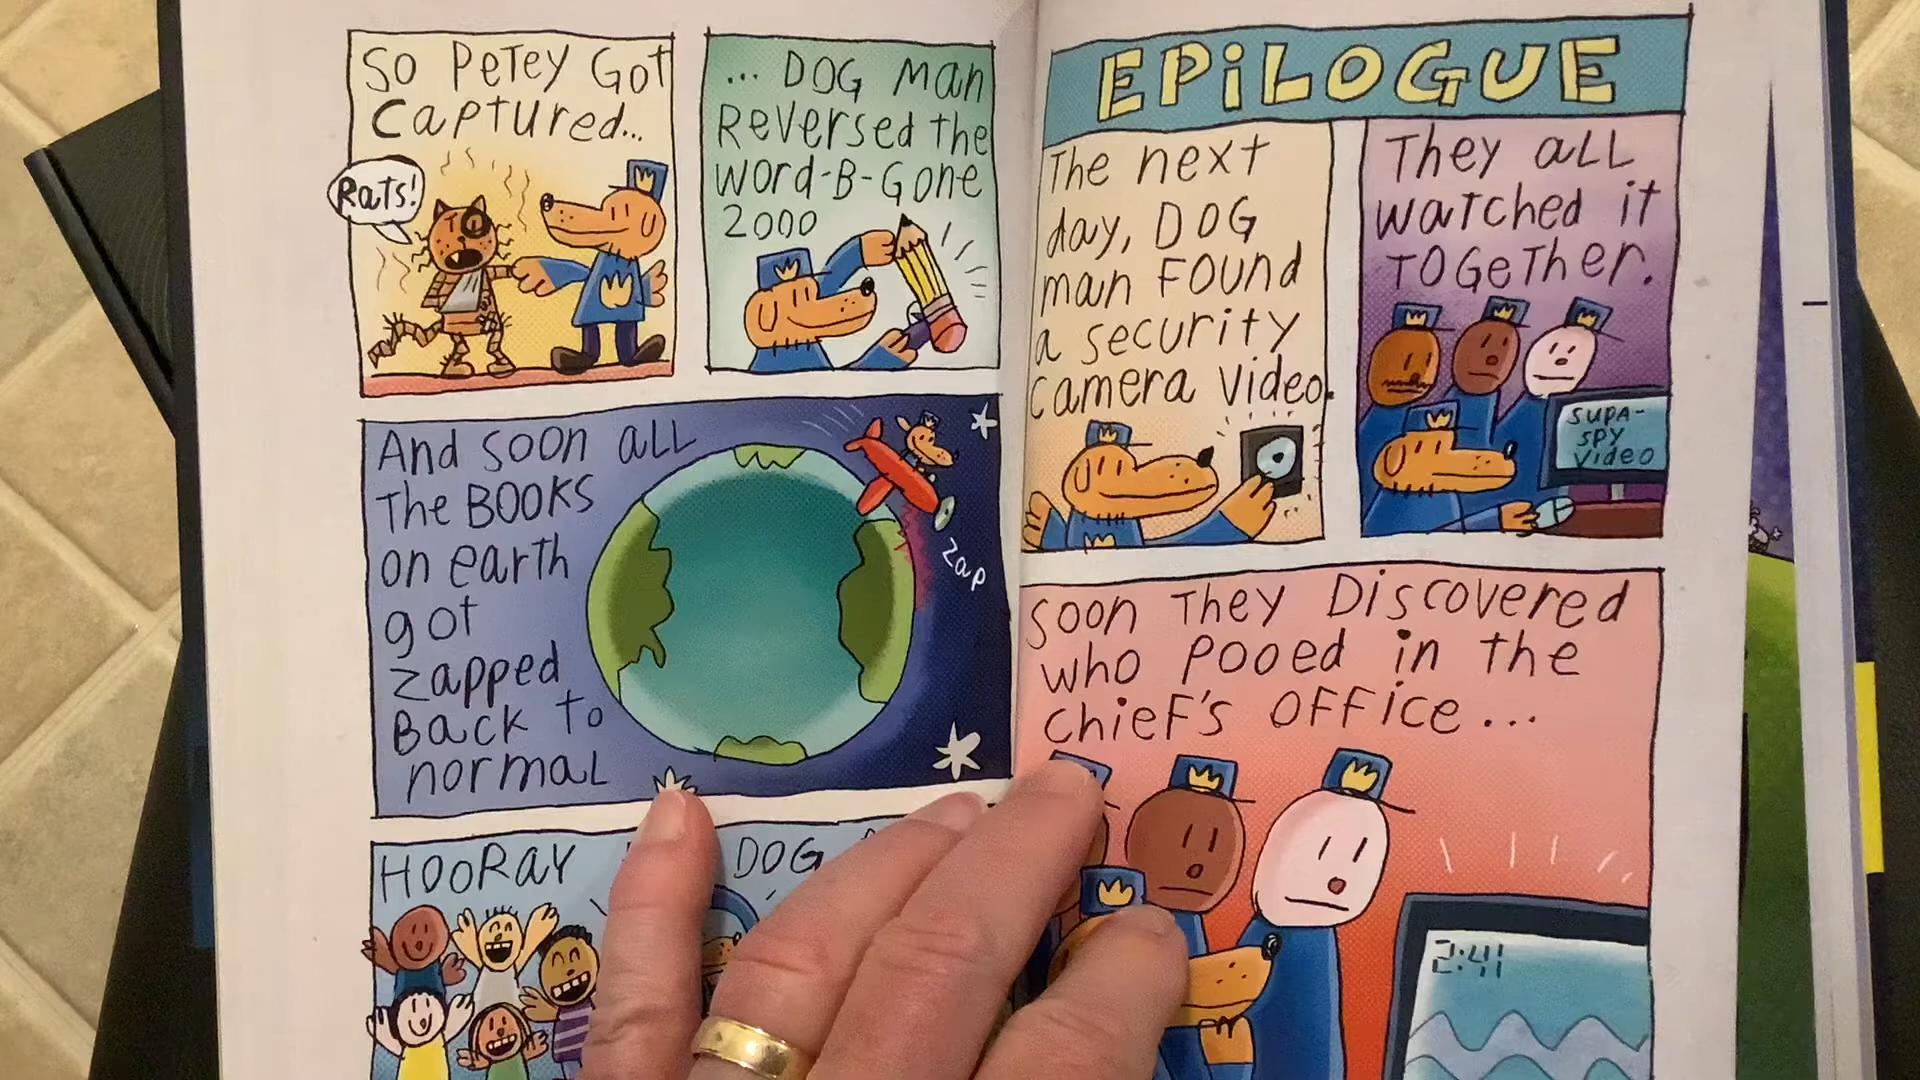 So Petey Got
Captured...
Rats!
... DOG Man
Reversed the
Word-B-Gone
2000
And soon aLL
The BOOKS
on earth
got
zapped
Back to
normaL
Zap
HOORAY
DOG
EPiLOGUE
The next
day, DOG
man FOUND
a security
camera video.
They aLL
watched it
TOGether.
SUPA-
SPY
Video
Soon They Discovered
who Pooed in the
chieF's OFFice...
2:41